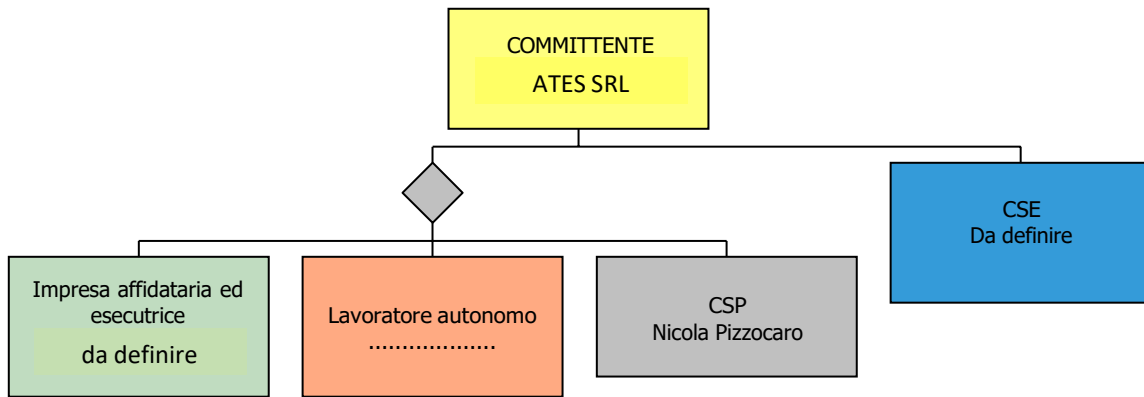 COMMITTENTE
ATES SRL
CSE
Da definire
Impresa affidataria ed
esecutrice
da definire
Lavoratore autonomo
...................
CSP
Nicola Pizzocaro